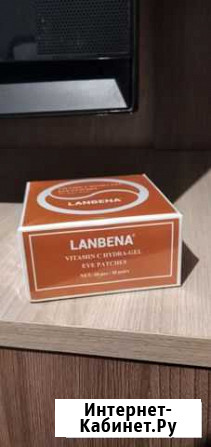 LANBENA
LANBENA®
VITAMIN C HYDRA-GEL
EYE PATCHES
Интернет-
Кабинет.Ру